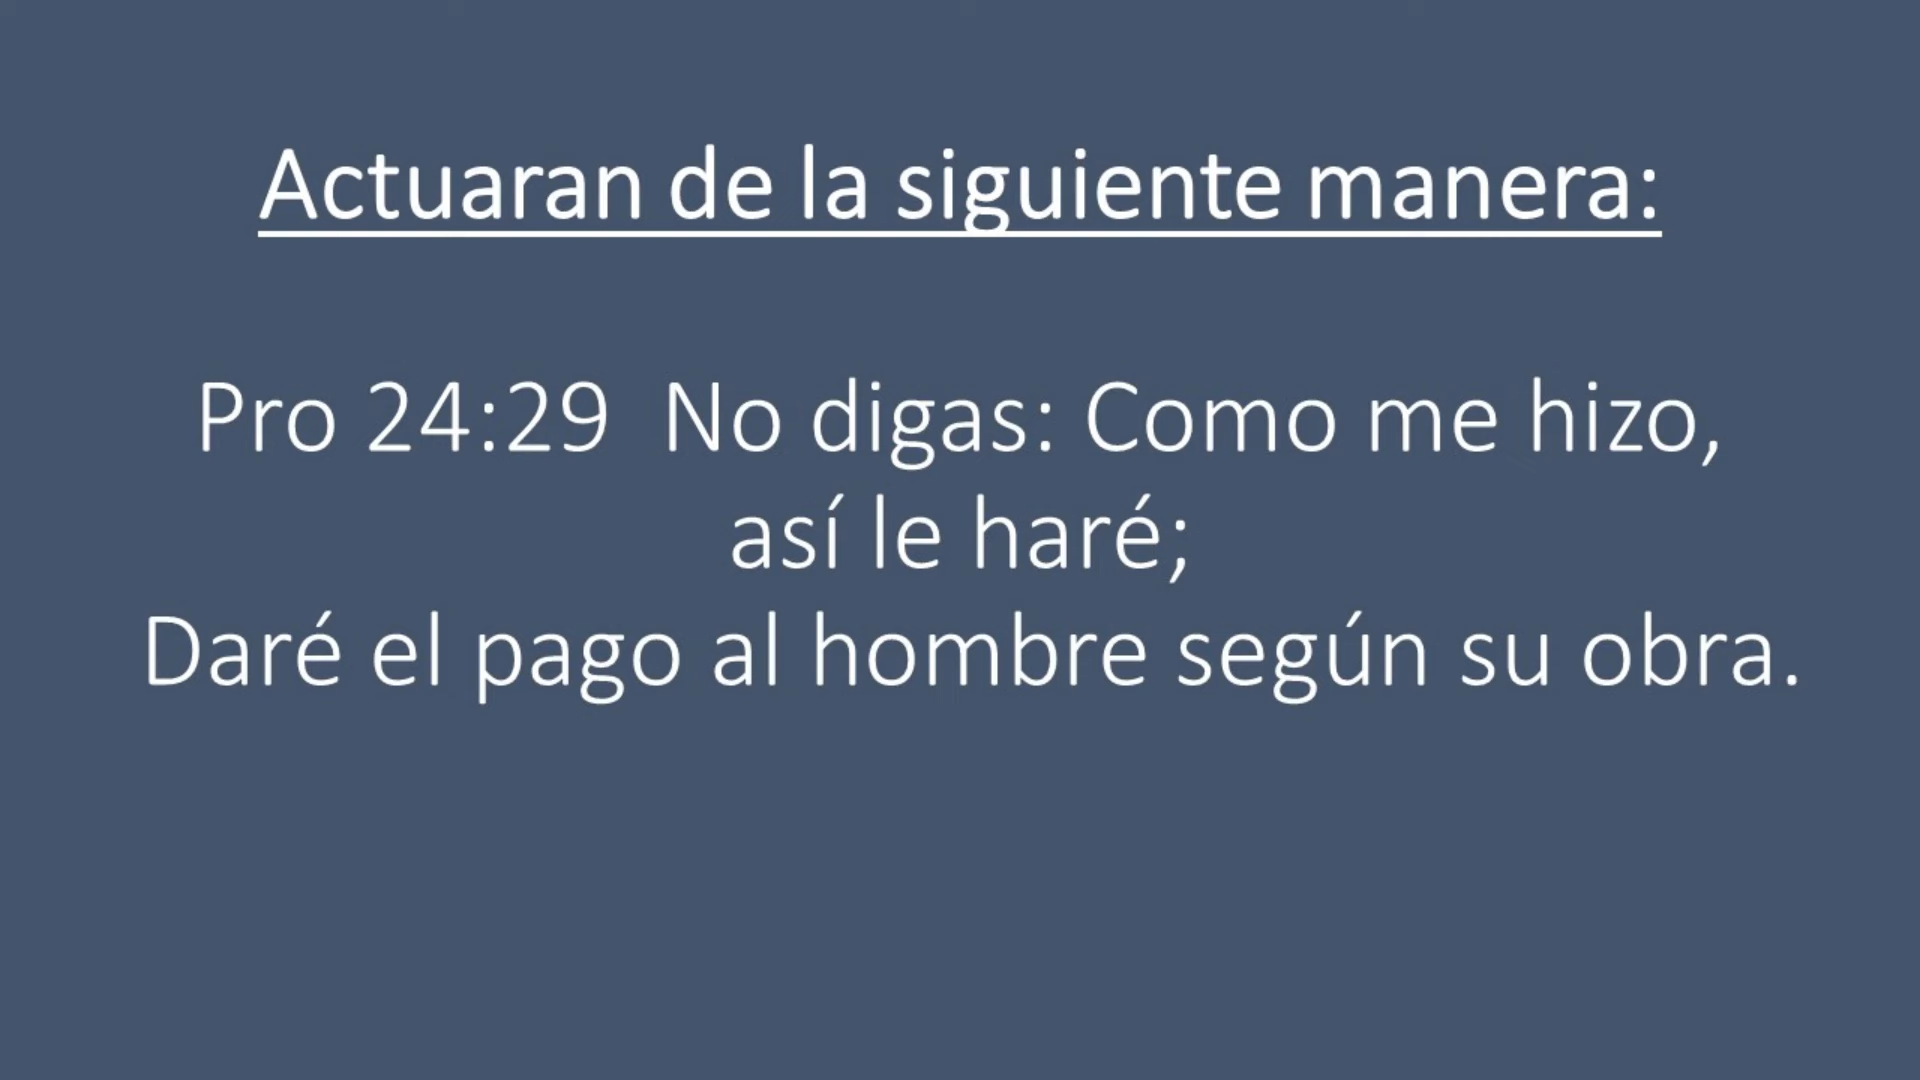 Actuaran de la siguiente manera:
Pro 24:29  No digas: Como me hizo,
así le haré;
Daré el pago al hombre según su obra.